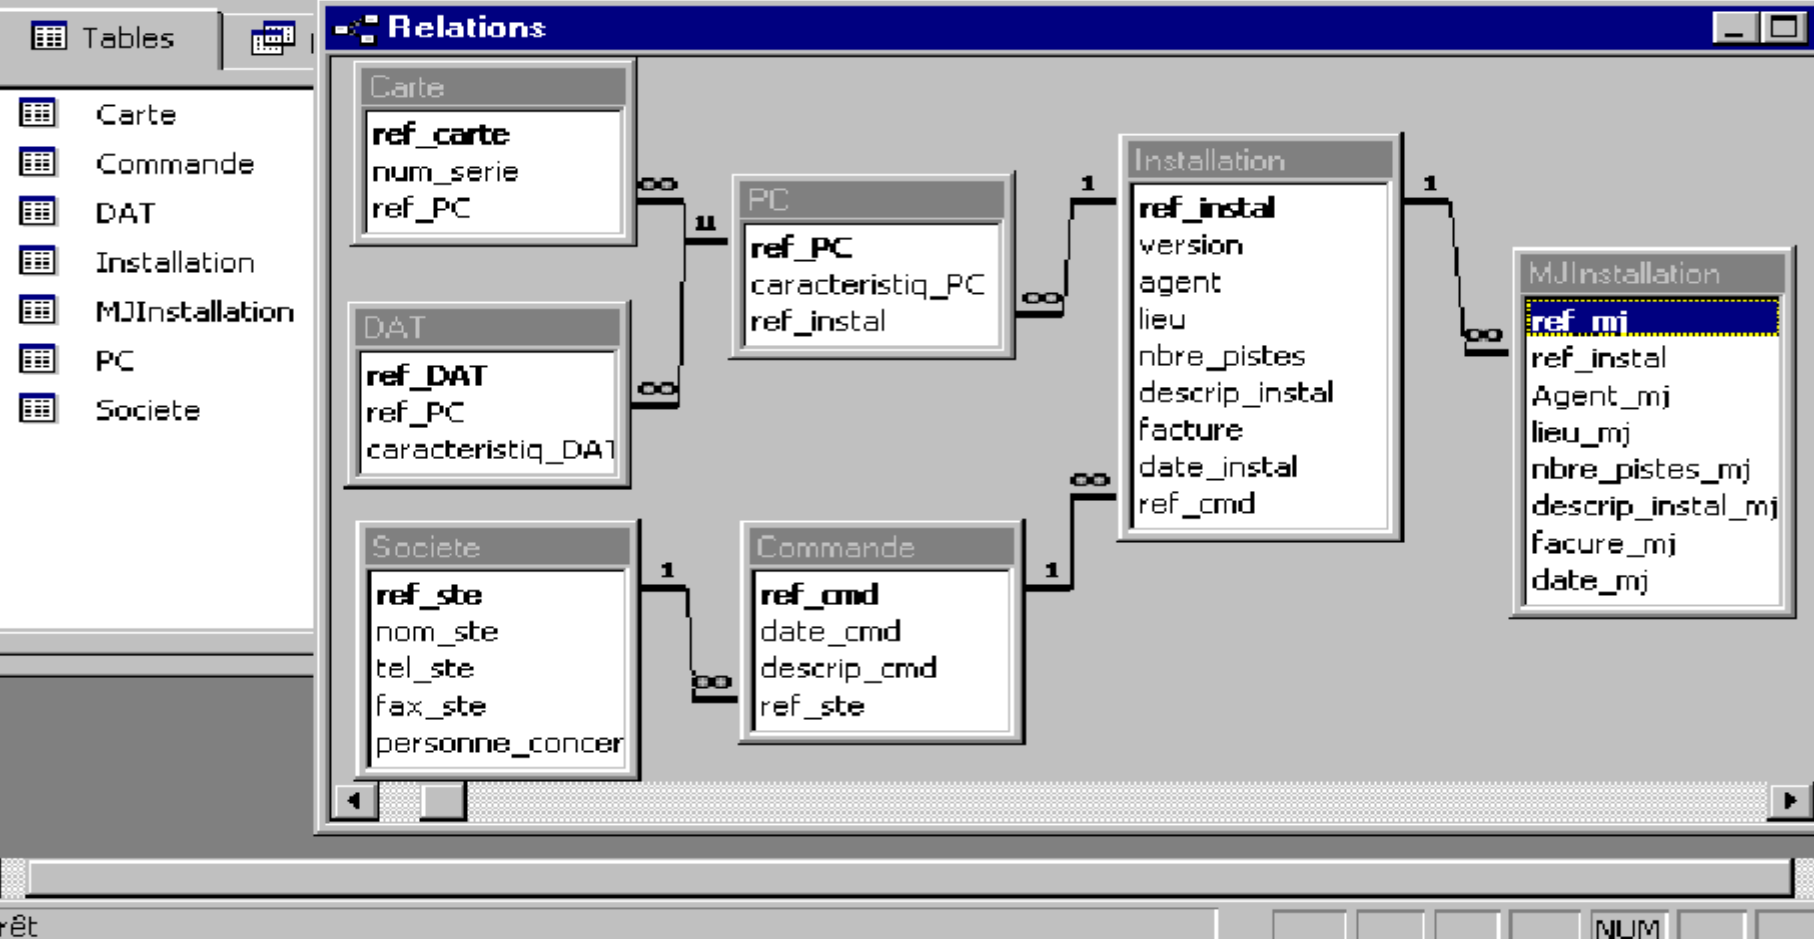 Tables
Carte
Commande
DAT
Installation
MJInstallation
PC
Societe
Relations
Carte
ref_carte
num_serie
ref_PC
DAT
ref_DAT
ref_PC
caracteristiq_DAT
Societe
ref_ste
nom_ste
tel_ste
fax_ste
personne_concer
PC
ref_PC
caracteristiq_PC
ref_instal
Commande
ref_cmd
date_cmd
descrip_cmd
ref_ste
Installation
ref_instal
version
agent
lieu
nbre_pistes
descrip_instal
facture
date_instal
ref_cmd
MJInstallation
ref_mj
ref_instal
Agent_mj
lieu_mj
nbre_pistes_mj
descrip_instal_mj
facure_mj
date_mj
∞
11
∞
1
∞
1
∞
1
∞
1
∞
rêt
NUM